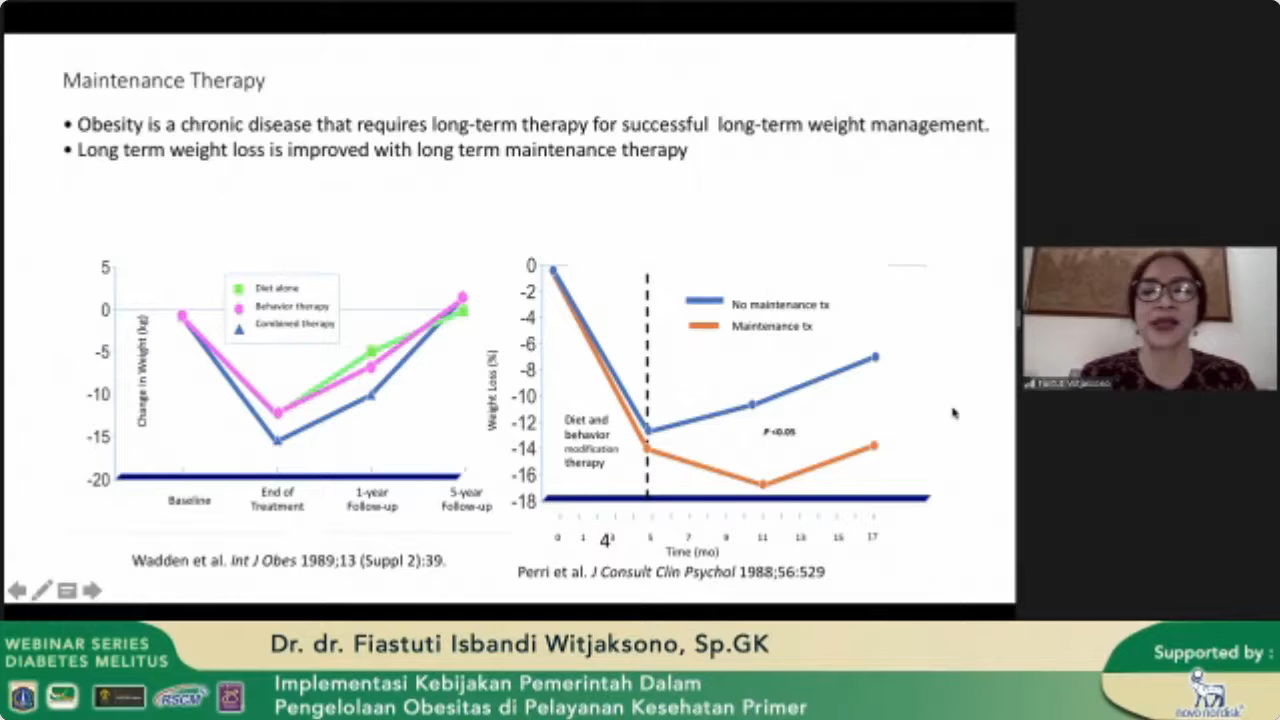 Maintenance Therapy
• Obesity is a chronic disease that requires long-term therapy for successful long-term weight management.
• Long term weight loss is improved with long term maintenance therapy
5
0
-5
-10
-15
-20
Change in Weight (kg)
Diet alone
Behavior therapy
Combined therapy
Baseline
End of
Treatment
1-year
Follow-up
5-year
Follow-up
Wadden et al. Int J Obes 1989;13 (Suppl 2):39.
0
-2
-4
-6
-8
-10
-12
-14
-16
-18
Weight Loss (%)
No maintenance tx
Maintenance tx
Diet and
behavior
modification
therapy
P <0.05
0 1 3 5 7 9 11 13 15 17
4
Time (mo)
Perri et al. J Consult Clin Psychol 1988;56:529
Fiastuti Witjaksono
WEBINAR SERIES
DIABETES MELITUS
Dr. dr. Fiastuti Isbandi Witjaksono, Sp.GK
Implementasi Kebijakan Pemerintah Dalam
Pengelolaan Obesitas di Pelayanan Kesehatan Primer
RSCM
Supported by :
novo nordisk